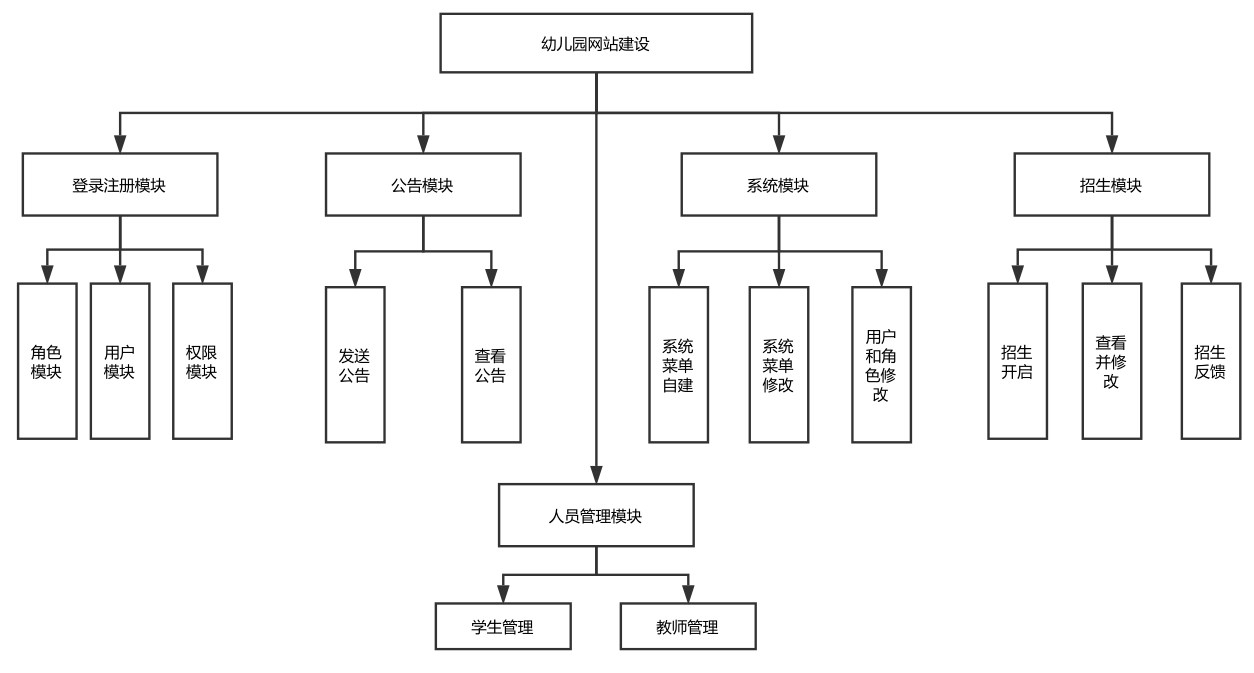 幼儿园网站建设
登录注册模块
公告模块
系统模块
招生模块
角色
模块
用户
模块
权限
模块
发送
公告
查看
公告
系统
菜单
自建
系统
菜单
修改
用户
和角
色修
改
招生
开启
查看
并修
改
招生
反馈
人员管理模块
学生管理
教师管理